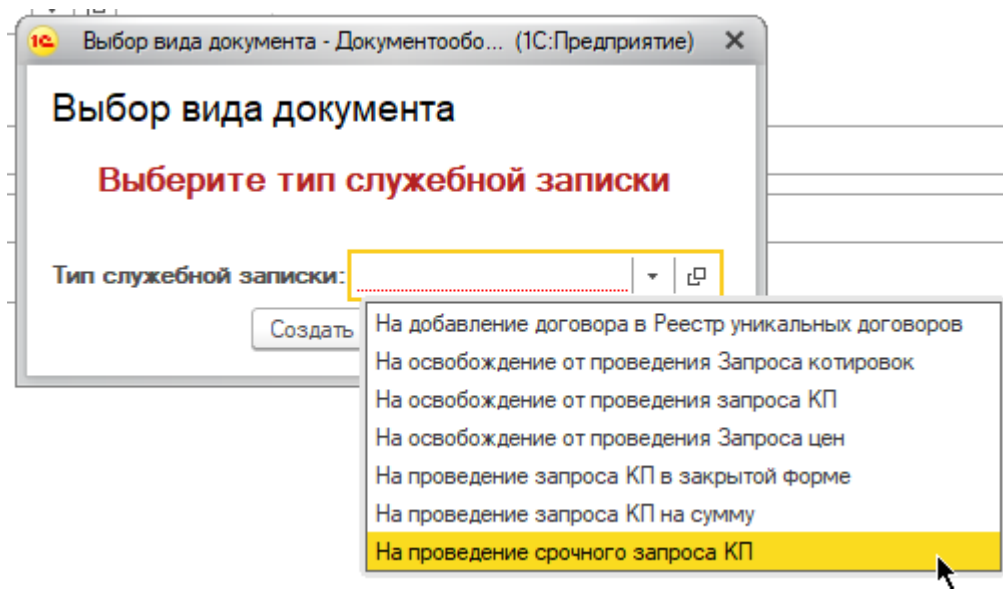 1С Выбор вида документа - Документообо... (1С:Предприятие)
Выбор вида документа
Выберите тип служебной записки
Тип служебной записки:
Создать
На добавление договора в Реестр уникальных договоров
На освобождение от проведения Запроса котировок
На освобождение от проведения запроса КП
На освобождение от проведения Запроса цен
На проведение запроса КП в закрытой форме
На проведение запроса КП на сумму
На проведение срочного запроса КП